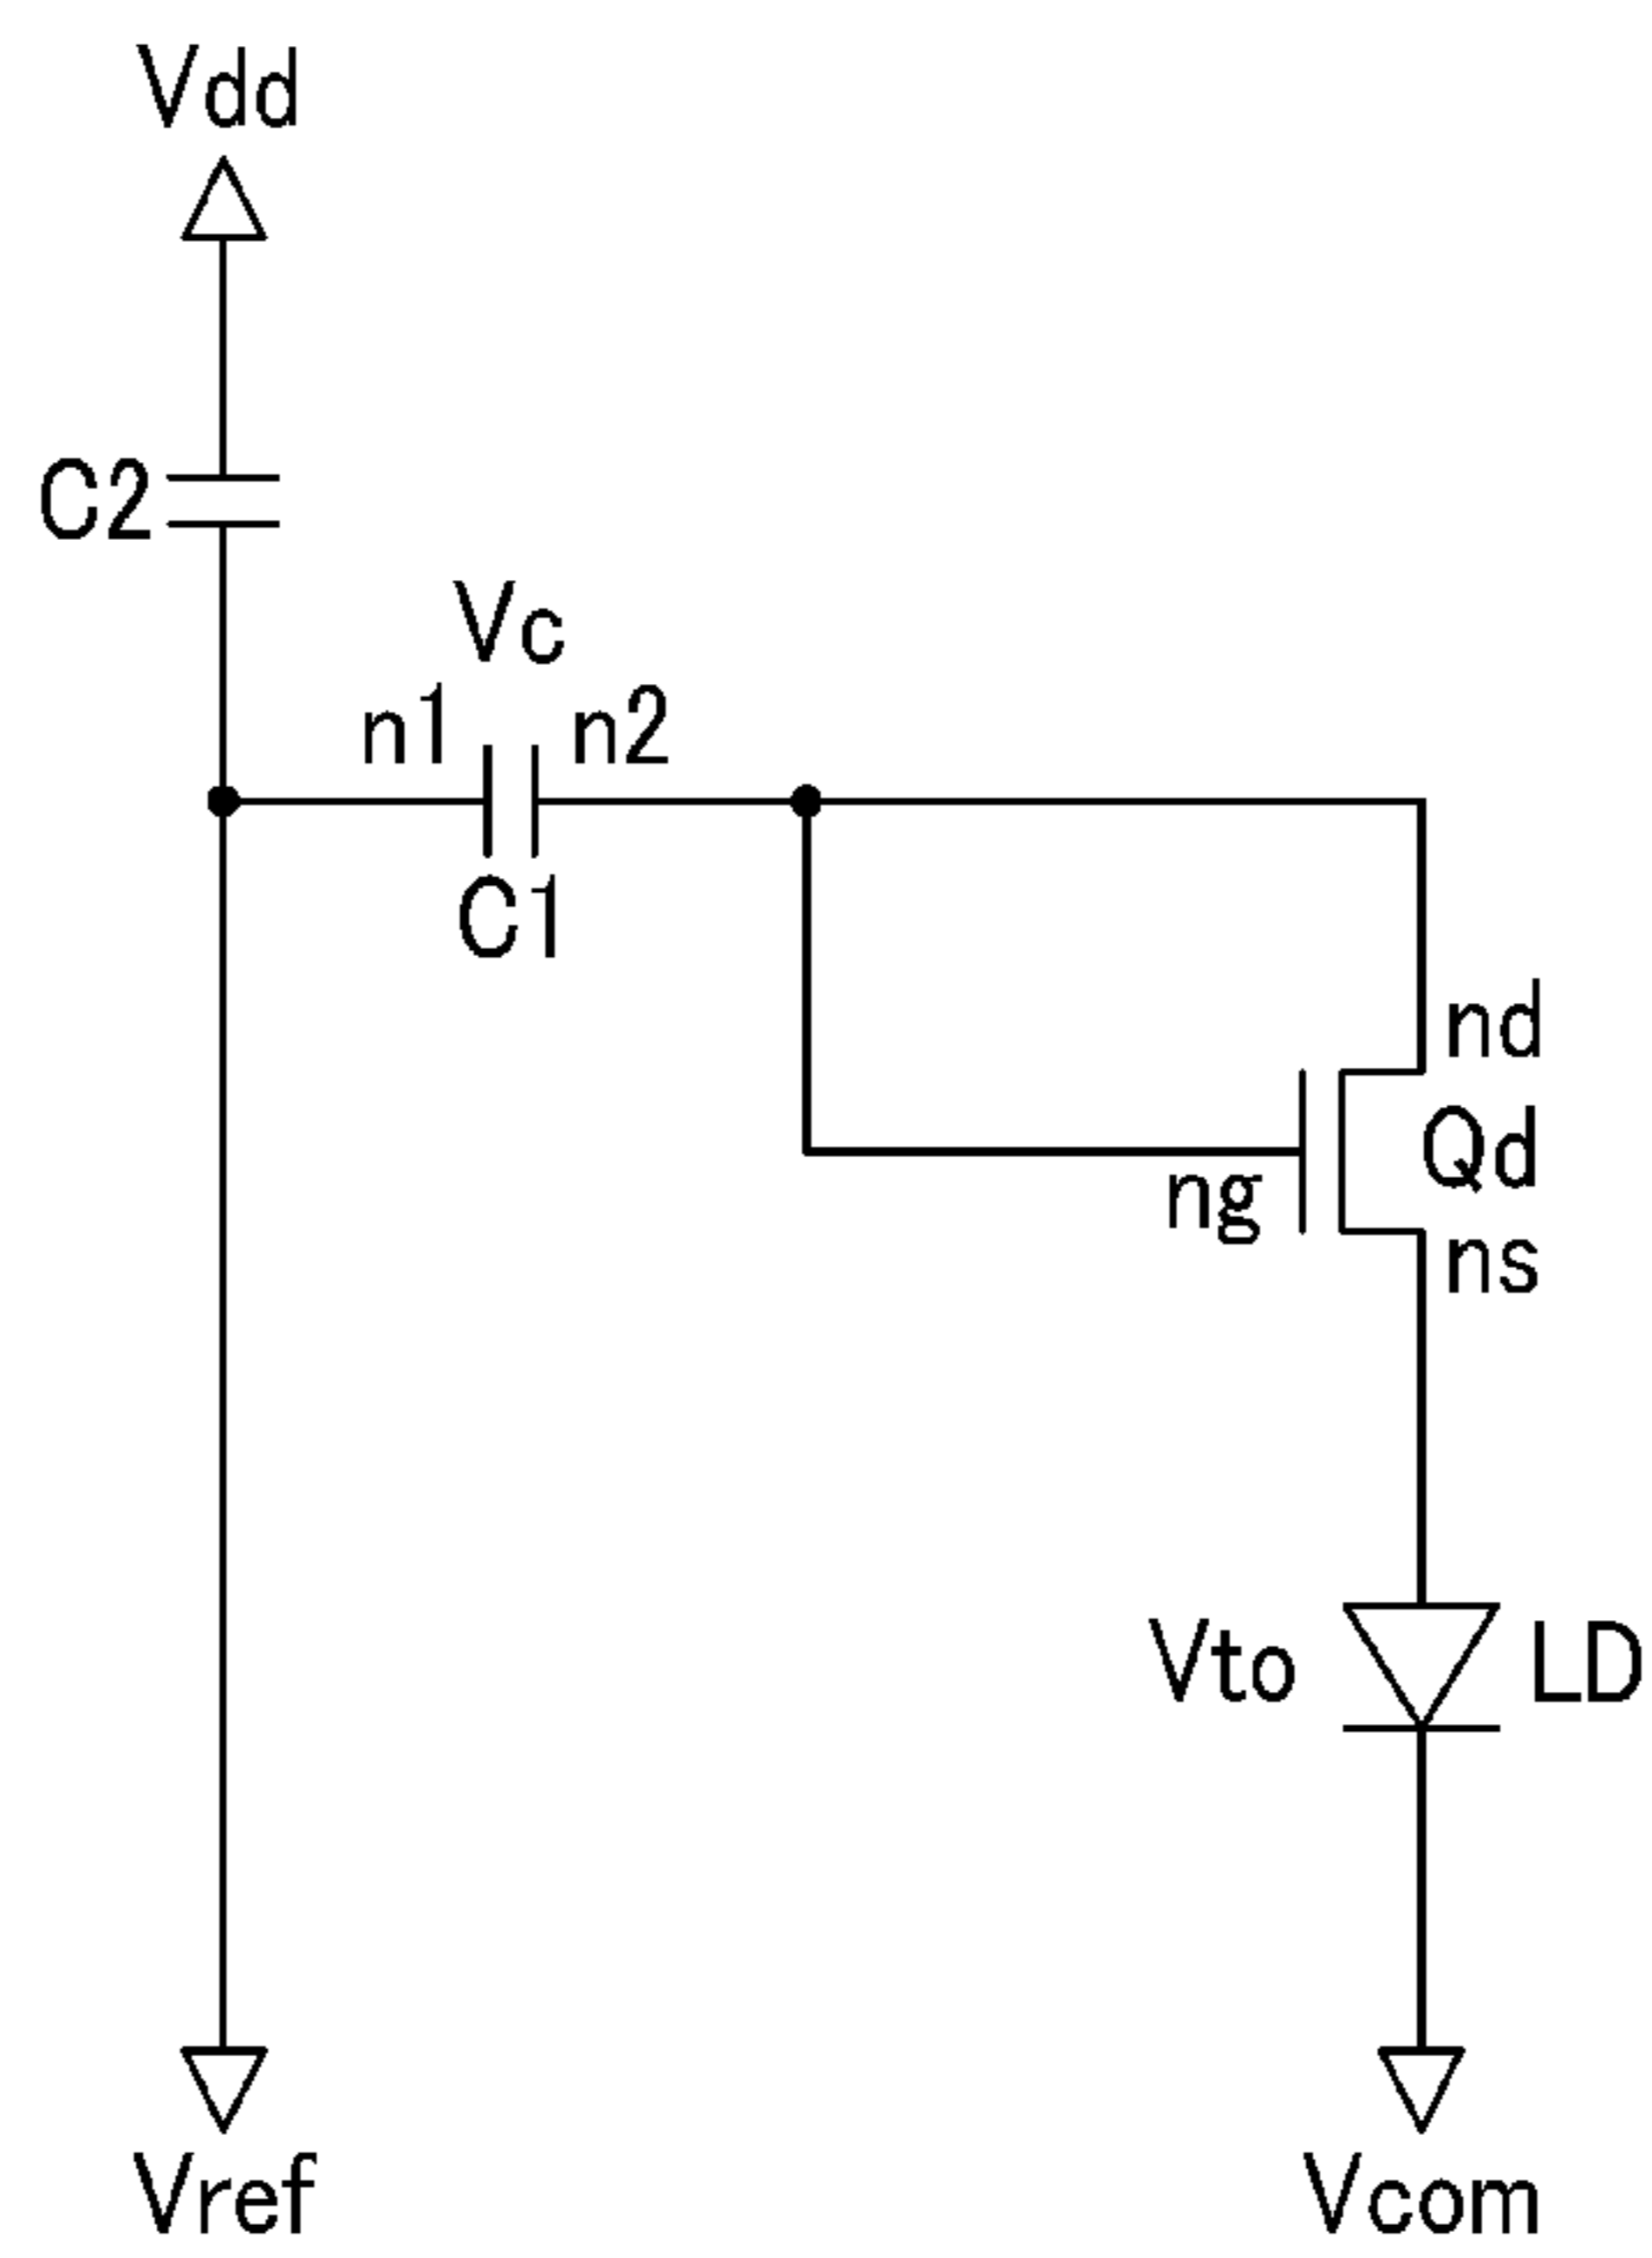 Vdd
C2
Vc
n1 n2
C1
nd
Qd
ng
ns
Vto LD
Vref Vcom